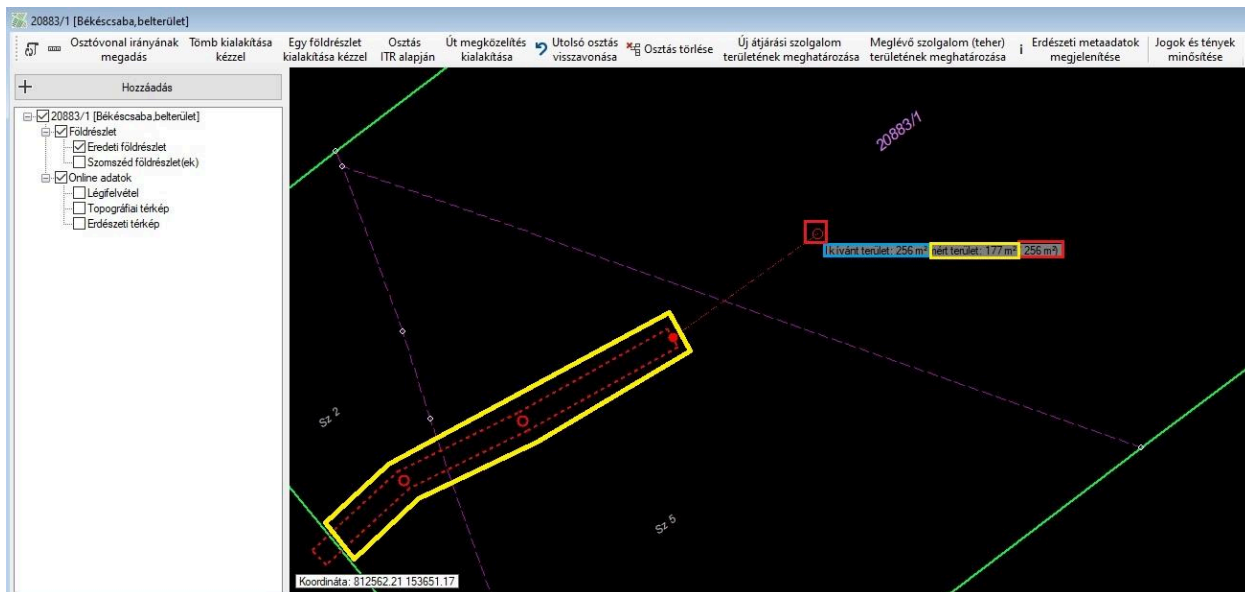 20883/1 [Békéscsaba,belterület]
Osztóvonal irányának megadás
Tömb kialakítása kézzel
Egy földrészlet kialakítása kézzel
Osztás ITR alapján
Út megközelítés kialakítása
Utolsó osztás visszavonása
Osztás törlése
Új átjárási szolgalom területének meghatározása
Meglévő szolgalom (teher) területének meghatározása
Erdészeti metaadatok megjelenítése
Jogok és tények minősítése
Hozzáadás
20883/1 [Békéscsaba,belterület]
Földrészlet
Eredeti földrészlet
Szomszéd földrészlet(ek)
Online adatok
Légifelvétel
Topográfiai térkép
Erdészeti térkép
20883/1
kívánt terület: 256 m² mért terület: 177 m² 256 m²)
Sz 2
Sz 5
Koordináta: 812562.21 153651.17